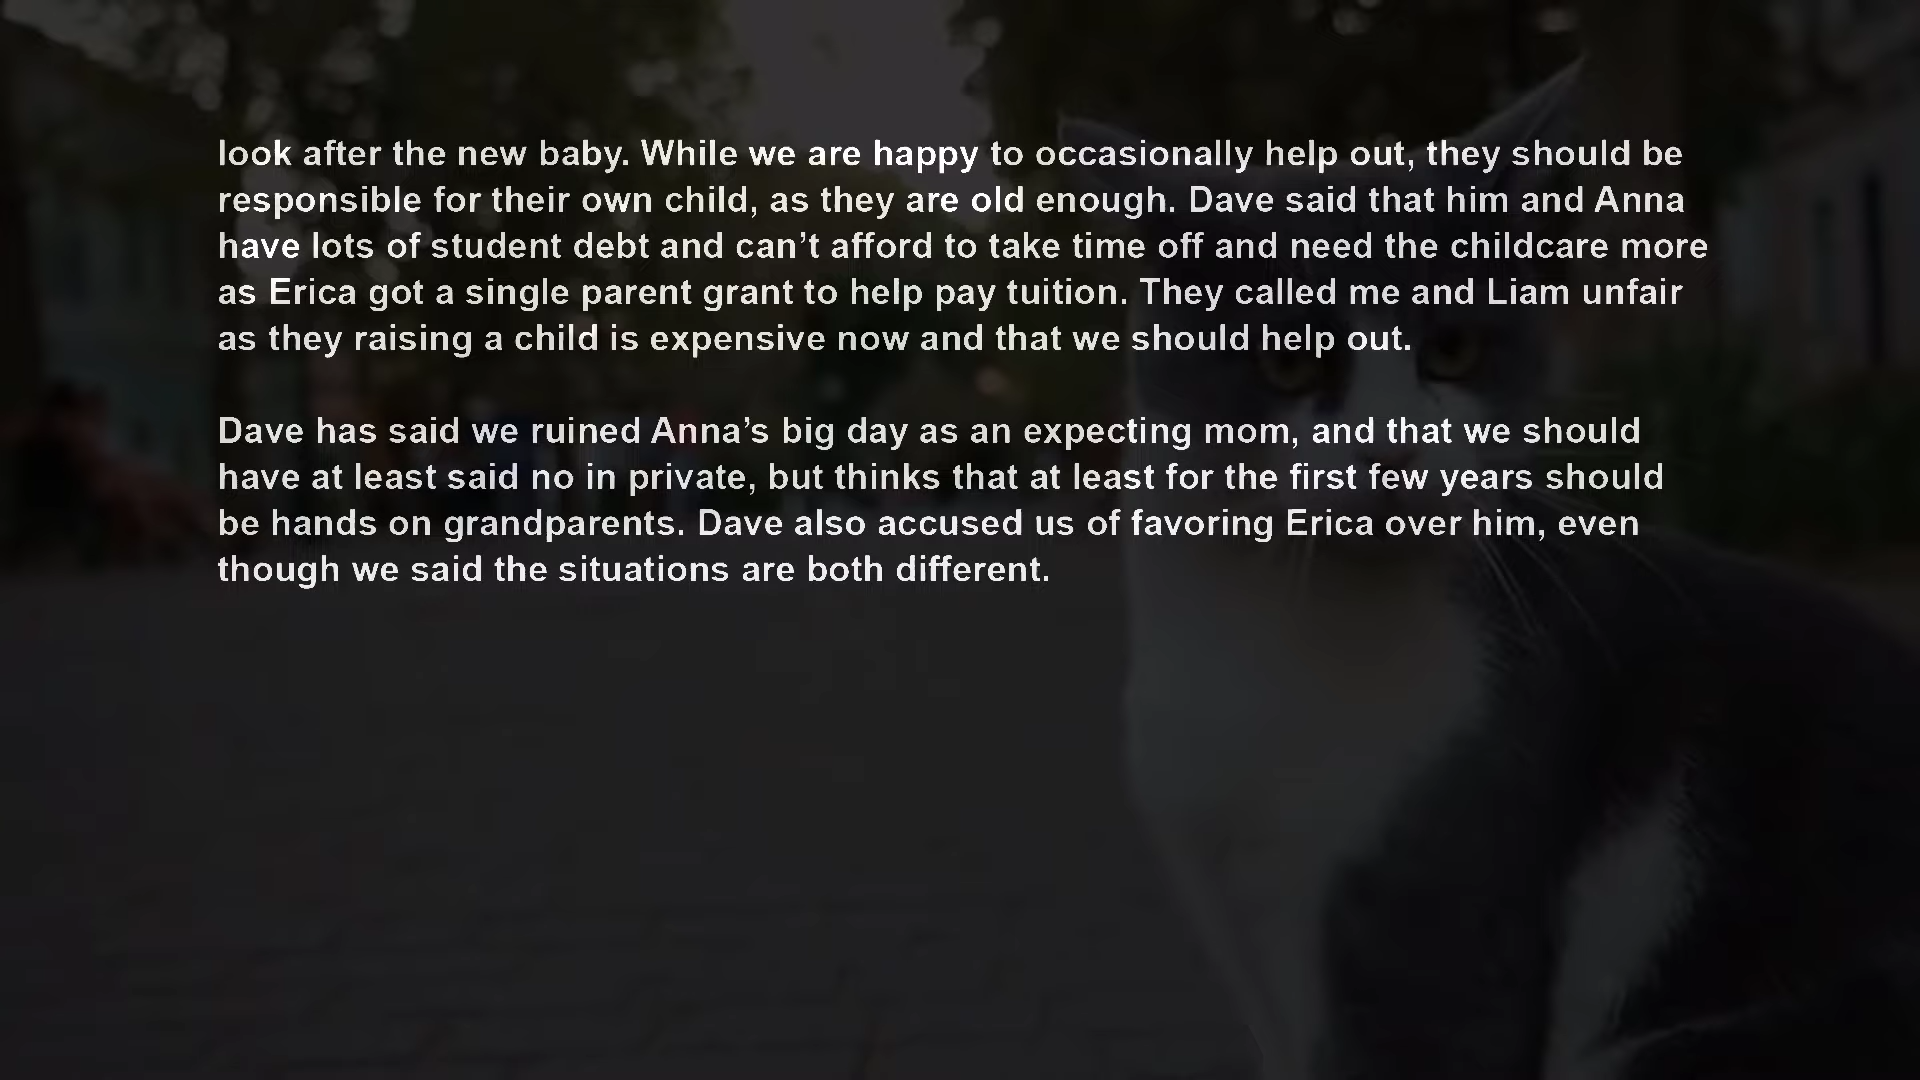 look after the new baby. While we are happy to occasionally help out, they should be
responsible for their own child, as they are old enough. Dave said that him and Anna
have lots of student debt and can’t afford to take time off and need the childcare more
as Erica got a single parent grant to help pay tuition. They called me and Liam unfair
as they raising a child is expensive now and that we should help out.
Dave has said we ruined Anna’s big day as an expecting mom, and that we should
have at least said no in private, but thinks that at least for the first few years should
be hands on grandparents. Dave also accused us of favoring Erica over him, even
though we said the situations are both different.